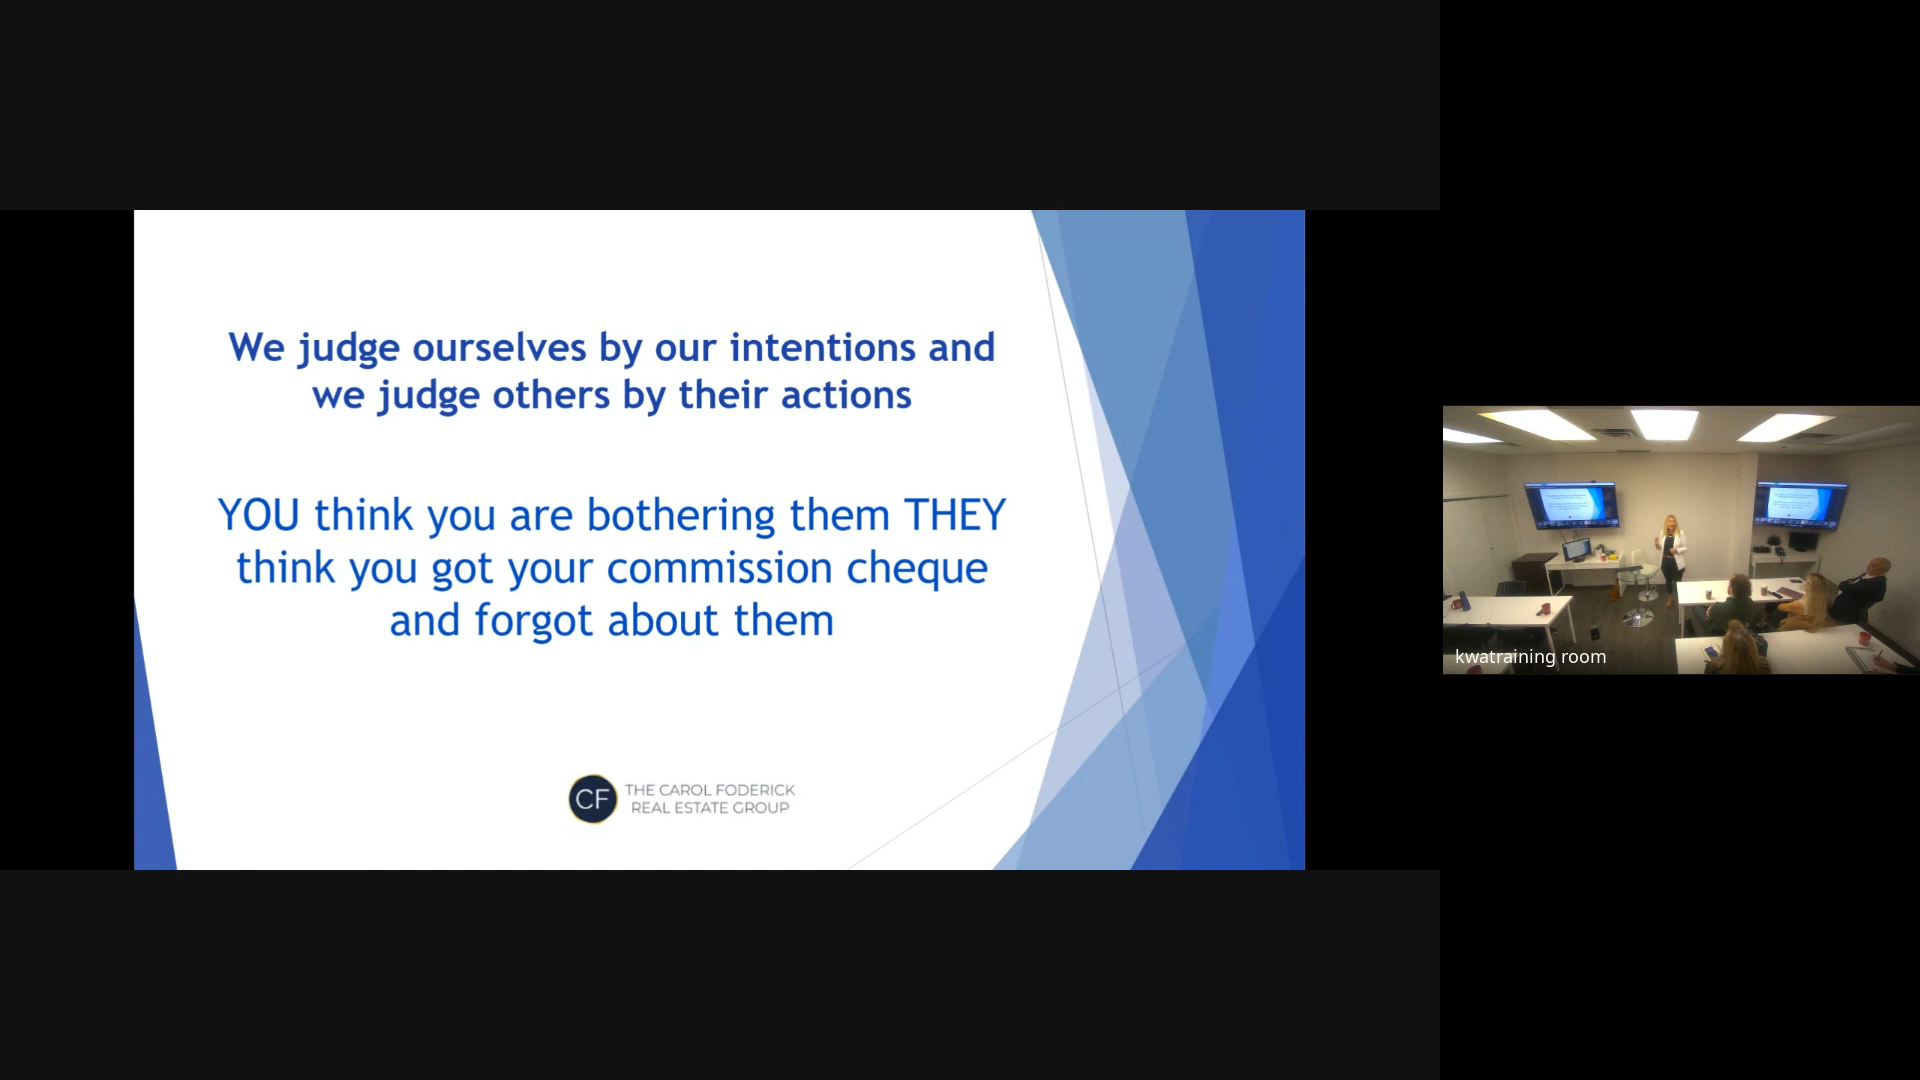 We judge ourselves by our intentions and
we judge others by their actions
YOU think you are bothering them THEY
think you got your commission cheque
and forgot about them
CF
THE CAROL FODERICK
REAL ESTATE GROUP
kwatraining room